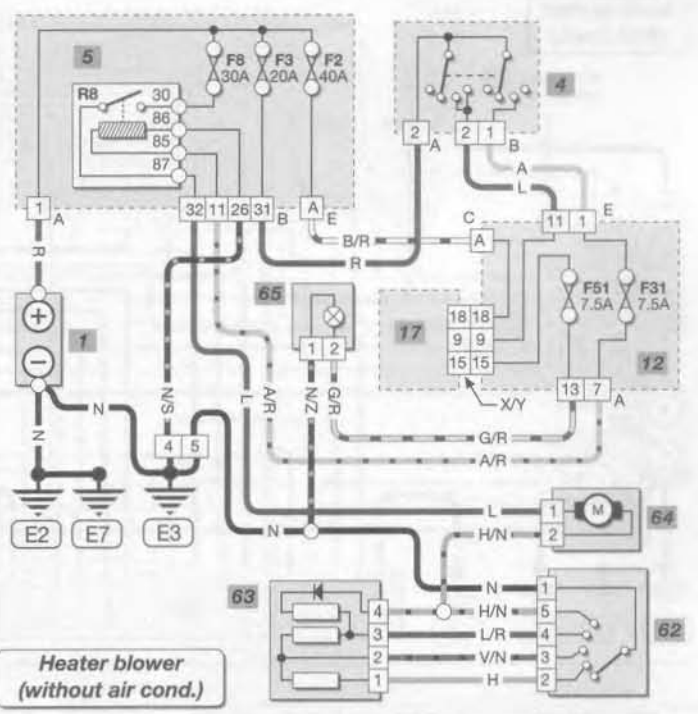 5
R8
30
86
85
87
F8
30A
F3
20A
F2
40A
4
2
A
2
1
B
1
A
32
11
26
31
B
A
E
A
L
C
A
11
1
E
B/R
R
R
65
1
2
17
18
18
9
9
15
15
F51
7.5A
F31
7.5A
12
X/Y
13
7
A
+
−
1
N
N
N/S
L
A/R
N/Z
G/R
G/R
A/R
4
5
E2
E7
E3
N
L
H/N
1
2
M
64
63
4
3
2
1
N
H/N
L/R
V/N
H
1
5
4
3
2
62
Heater blower
(without air cond.)